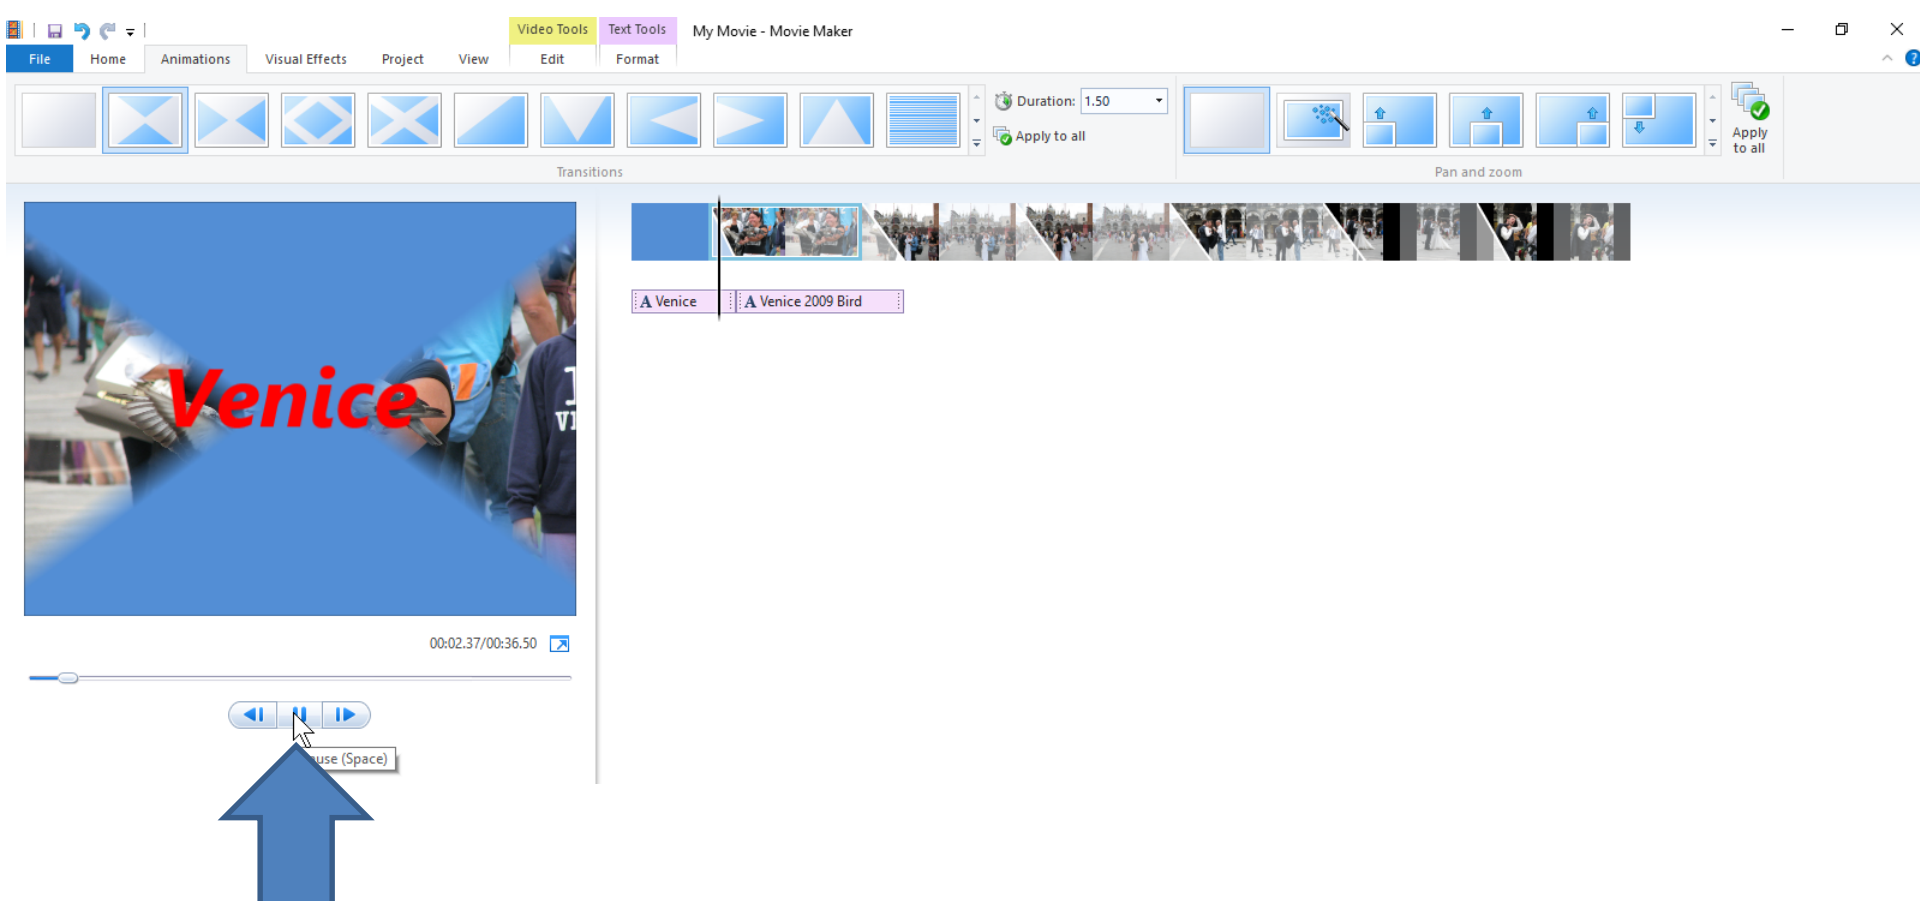 Video Tools
Text Tools
My Movie - Movie Maker
File
Home
Animations
Visual Effects
Project
View
Edit
Format
Duration: 1.50
Apply to all
Apply
to all
Transitions
Pan and zoom
Venice
A Venice
A Venice 2009 Bird
00:02.37/00:36.50
(Space)